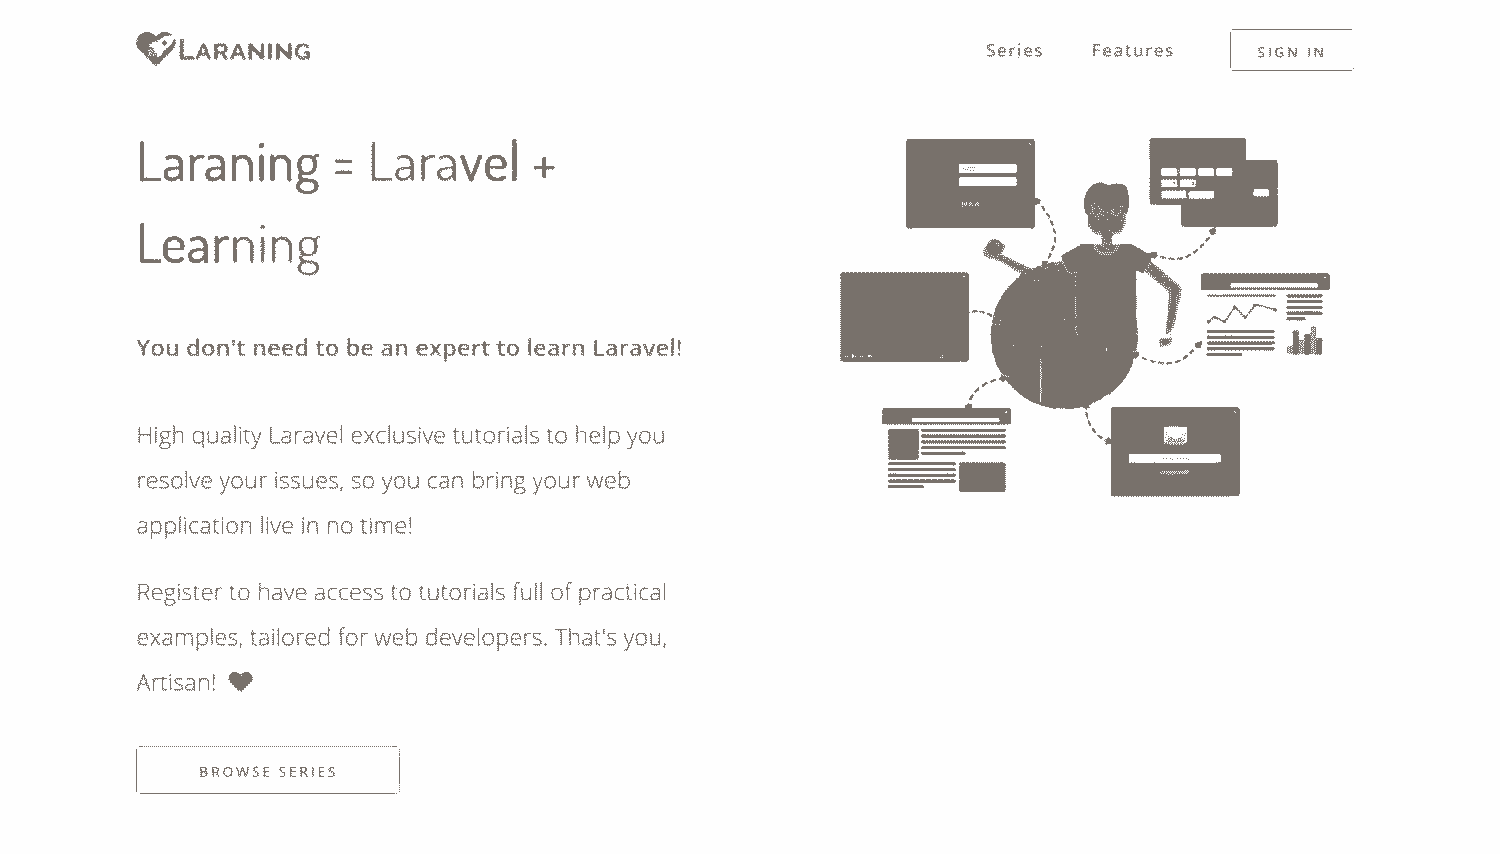 LARANING
Series Features SIGN IN
Laraning = Laravel +
Learning
You don't need to be an expert to learn Laravel!
High quality Laravel exclusive tutorials to help you
resolve your issues, so you can bring your web
application live in no time!
Register to have access to tutorials full of practical
examples, tailored for web developers. That's you,
Artisan!
BROWSE SERIES